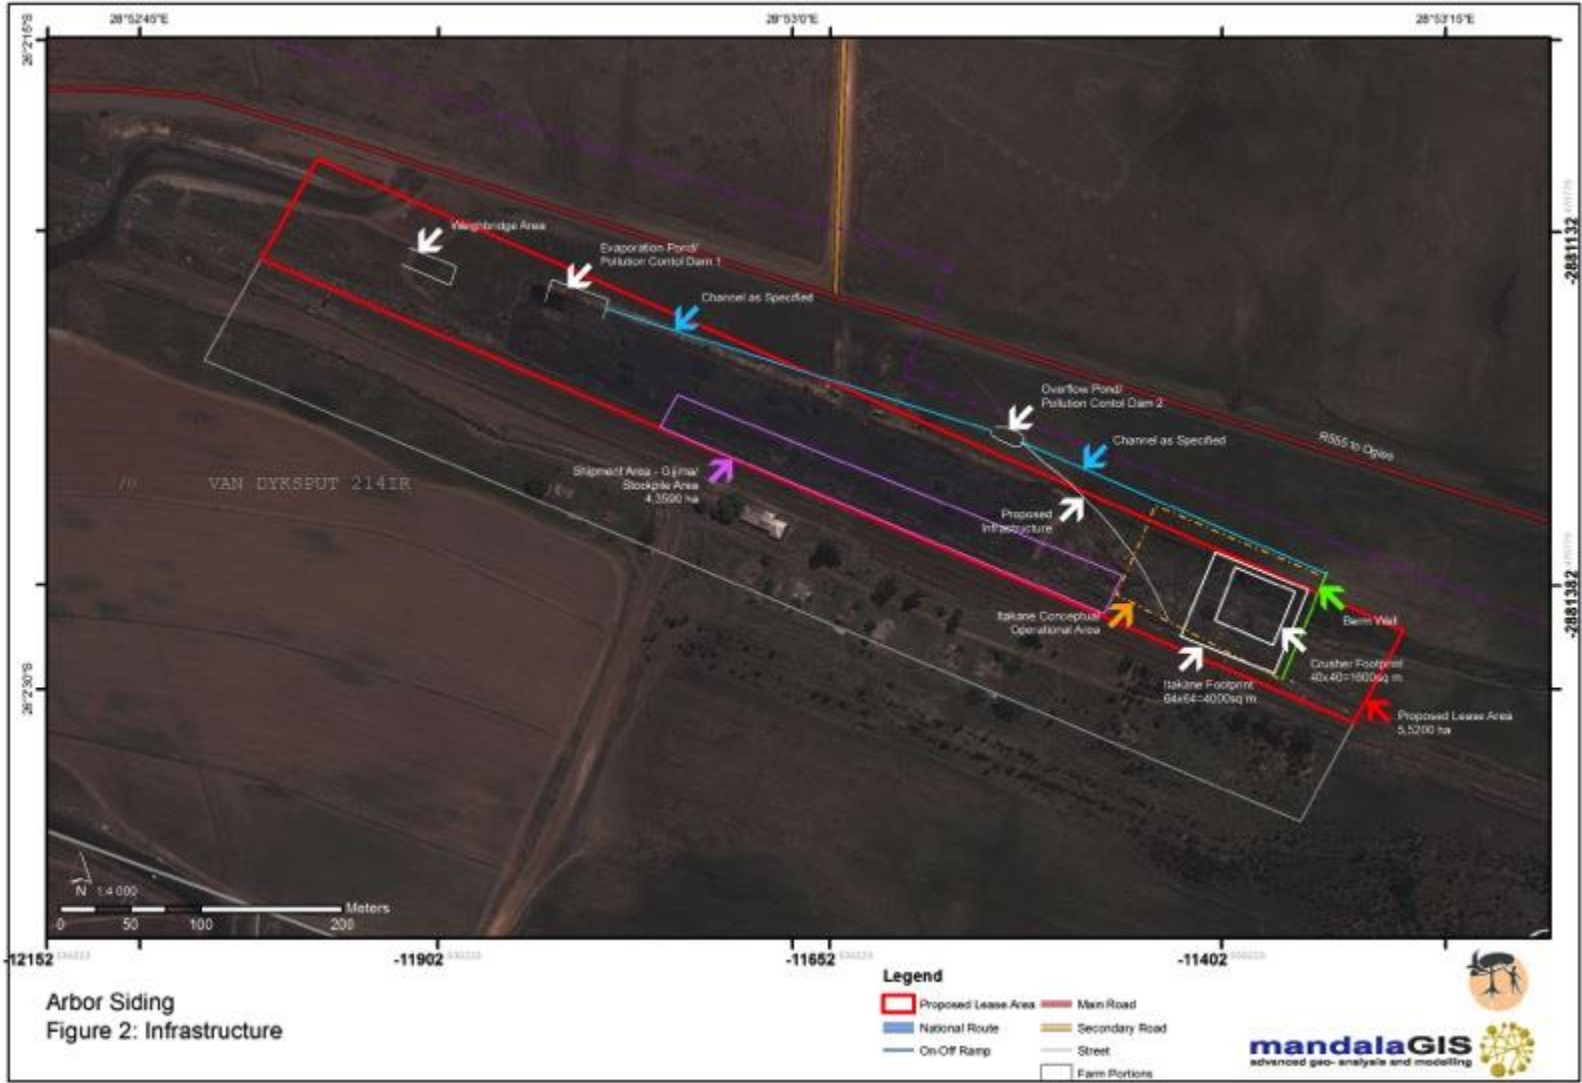 28°52'45"E
28°53'0"E
28°53'15"E
26°2'15"S
-2881132
Weighbridge Area
Evaporation Pond/
Pollution Contol Dam 1
Channel as Specified
Overflow Pond/
Pollution Contol Dam 2
Channel as Specified
R555 to Ogies
Shipment Area - Gijima/
Stockpile Area
4,3590 ha
VAN DYKSPUT 214IR
Proposed
Infrastructure
-2881382
Itakane Conceptual
Operational Area
Berm Wall
Crusher Footprint
40x40=1600sq m
Itakane Footprint
64x64=4000sq m
26°2'30"S
Proposed Lease Area
5,5200 ha
N 1:4 000
Meters
0 50 100 200
-12152
-11902
-11652
-11402
Arbor Siding
Figure 2: Infrastructure
Legend
Proposed Lease Area
Main Road
National Route
Secondary Road
On-Off Ramp
Street
Farm Portions
mandalaGIS
advanced geo- analysis and modelling